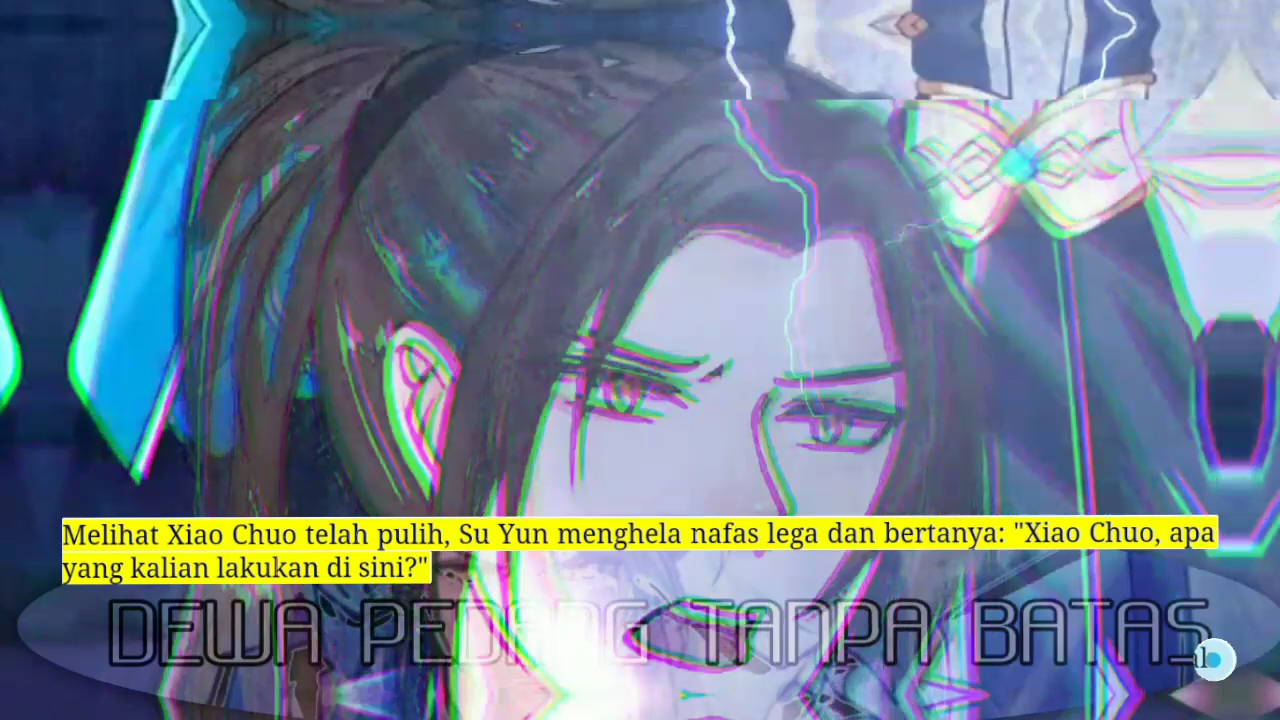 Melihat Xiao Chuo telah pulih, Su Yun menghela nafas lega dan bertanya: "Xiao Chuo, apa
yang kalian lakukan di sini?"
DEWA PEDANG TANPA BATAS